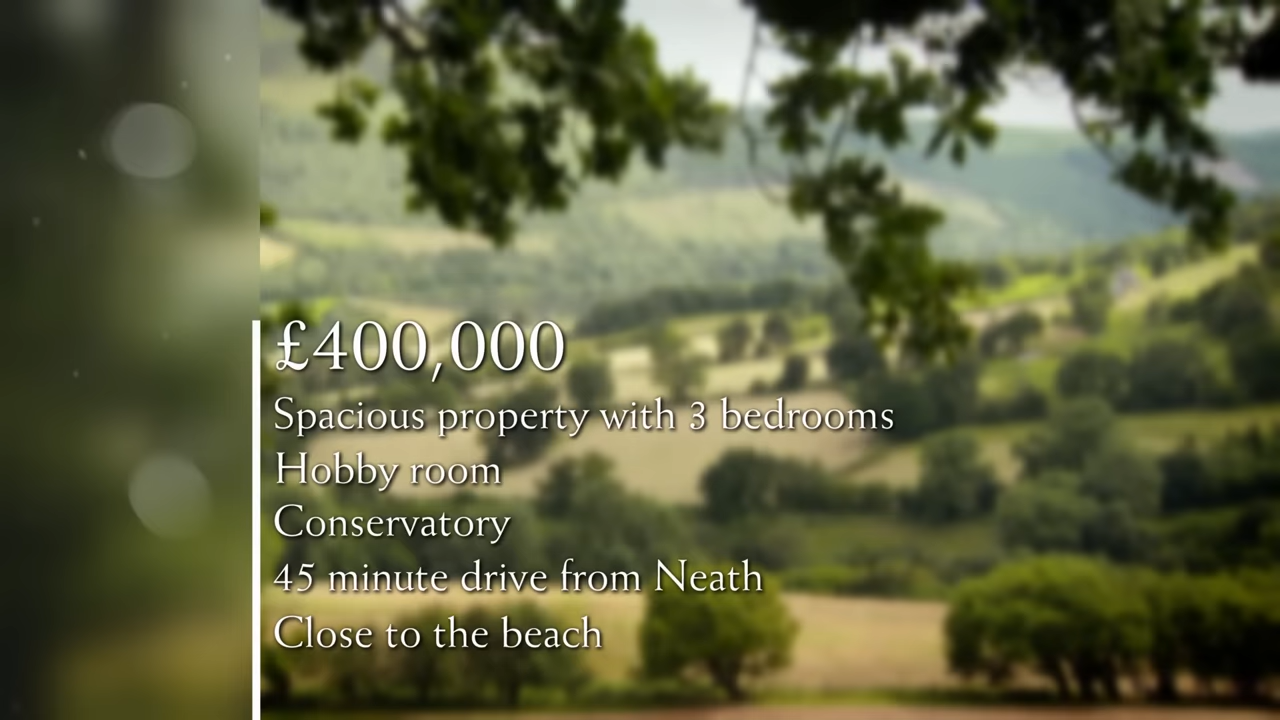 £400,000
Spacious property with 3 bedrooms
Hobby room
Conservatory
45 minute drive from Neath
Close to the beach